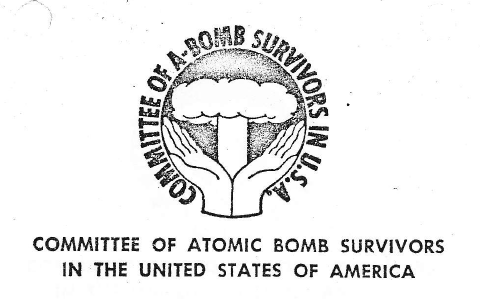 COMMITTEE OF A-BOMB SURVIVORS IN U.S.A.
COMMITTEE OF ATOMIC BOMB SURVIVORS
IN THE UNITED STATES OF AMERICA